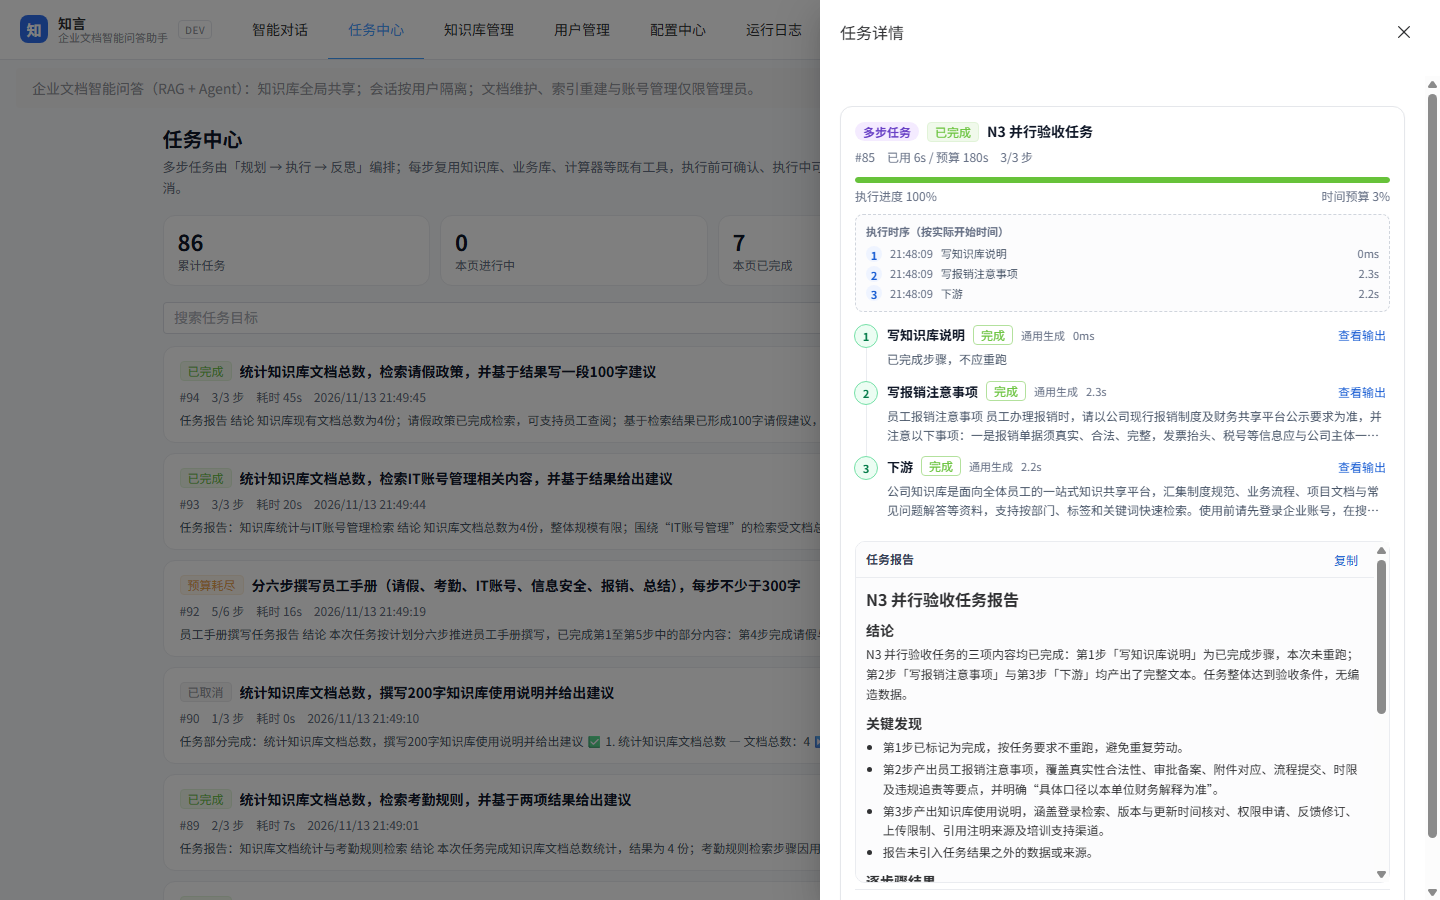 知
知言
企业文档智能问答助手
DEV
智能对话
任务中心
知识库管理
用户管理
配置中心
运行日志
企业文档智能问答（RAG + Agent）：知识库全局共享；会话按用户隔离；文档维护、索引重建与账号管理仅限管理员。
任务中心
多步任务由「规划 → 执行 → 反思」编排；每步复用知识库、业务库、计算器等既有工具，执行前可确认、执行中可
消。
86
累计任务
0
本页进行中
7
本页已完成
搜索任务目标
已完成 统计知识库文档总数，检索请假政策，并基于结果写一段100字建议
#94 3/3 步 耗时 45s 2026/11/13 21:49:45
任务报告 结论 知识库现有文档总数为4份；请假政策已完成检索，可支持员工查阅；基于检索结果已形成100字请假建议，
已完成 统计知识库文档总数，检索IT账号管理相关内容，并基于结果给出建议
#93 3/3 步 耗时 20s 2026/11/13 21:49:44
任务报告：知识库统计与IT账号管理检索 结论 知识库文档总数为4份，整体规模有限；围绕“IT账号管理”的检索受文档总
预算耗尽 分六步撰写员工手册（请假、考勤、IT账号、信息安全、报销、总结），每步不少于300字
#92 5/6 步 耗时 16s 2026/11/13 21:49:19
员工手册撰写任务报告 结论 本次任务按计划分六步推进员工手册撰写，已完成第1至第5步中的部分内容：第4步完成请假
已取消 统计知识库文档总数，撰写200字知识库使用说明并给出建议
#90 1/3 步 耗时 0s 2026/11/13 21:49:10
任务部分完成：统计知识库文档总数，撰写200字知识库使用说明并给出建议 ✅ 1. 统计知识库文档总数 — 文档总数：4
已完成 统计知识库文档总数，检索考勤规则，并基于两项结果给出建议
#89 2/3 步 耗时 7s 2026/11/13 21:49:01
任务报告：知识库文档统计与考勤规则检索 结论 本次任务完成知识库文档总数统计，结果为 4 份；考勤规则检索步骤因用
任务详情
多步任务 已完成 N3 并行验收任务
#85 已用 6s / 预算 180s 3/3 步
执行进度 100% 时间预算 3%
执行时序（按实际开始时间）
1 21:48:09 写知识库说明 0ms
2 21:48:09 写报销注意事项 2.3s
3 21:48:09 下游 2.2s
1 写知识库说明 完成 通用生成 0ms 查看输出
已完成步骤，不应重跑
2 写报销注意事项 完成 通用生成 2.3s 查看输出
员工报销注意事项 员工办理报销时，请以公司现行报销制度及财务共享平台公示要求为准，并
注意以下事项：一是报销单据须真实、合法、完整，发票抬头、税号等信息应与公司主体一…
3 下游 完成 通用生成 2.2s 查看输出
公司知识库是面向全体员工的一站式知识共享平台，汇集制度规范、业务流程、项目文档与常
见问题解答等资料，支持按部门、标签和关键词快速检索。使用前请先登录企业账号，在搜…
任务报告 复制
N3 并行验收任务报告
结论
N3 并行验收任务的三项内容均已完成：第1步「写知识库说明」为已完成步骤，本次未重跑；
第2步「写报销注意事项」与第3步「下游」均产出了完整文本。任务整体达到验收条件，无编
造数据。
关键发现
• 第1步已标记为完成，按任务要求不重跑，避免重复劳动。
• 第2步产出员工报销注意事项，覆盖真实性合法性、审批备案、附件对应、流程提交、时限
及违规追责等要点，并明确“具体口径以本单位财务解释为准”。
• 第3步产出知识库使用说明，涵盖登录检索、版本与更新时间核对、权限申请、反馈修订、
上传限制、引用注明来源及培训支持渠道。
• 报告未引入任务结果之外的数据或来源。
逐步骤结果